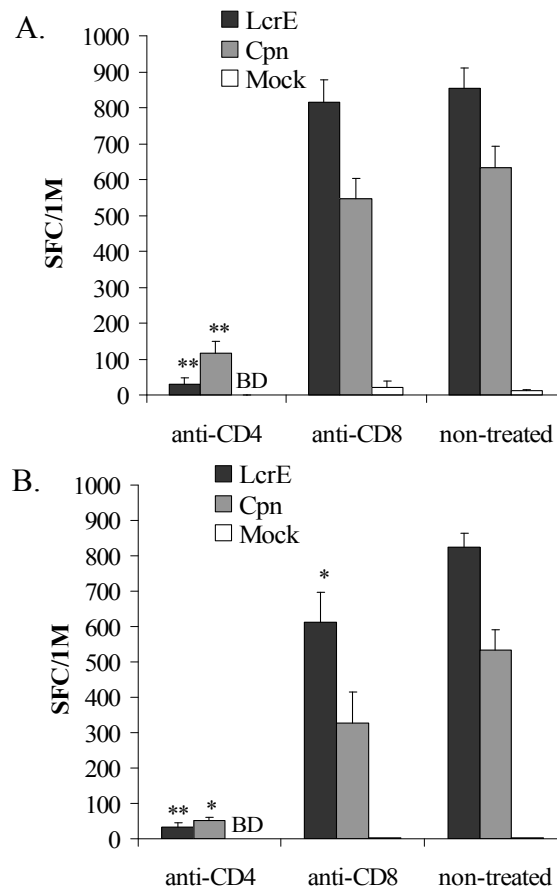 A.
LcrE
Cpn
Mock
1000
900
800
700
600
500
400
300
200
100
0
SFC/1M
**
**
BD
anti-CD4 anti-CD8 non-treated
B.
LcrE
Cpn
Mock
1000
900
800
700
600
500
400
300
200
100
0
SFC/1M
*
**
*
BD
anti-CD4 anti-CD8 non-treated